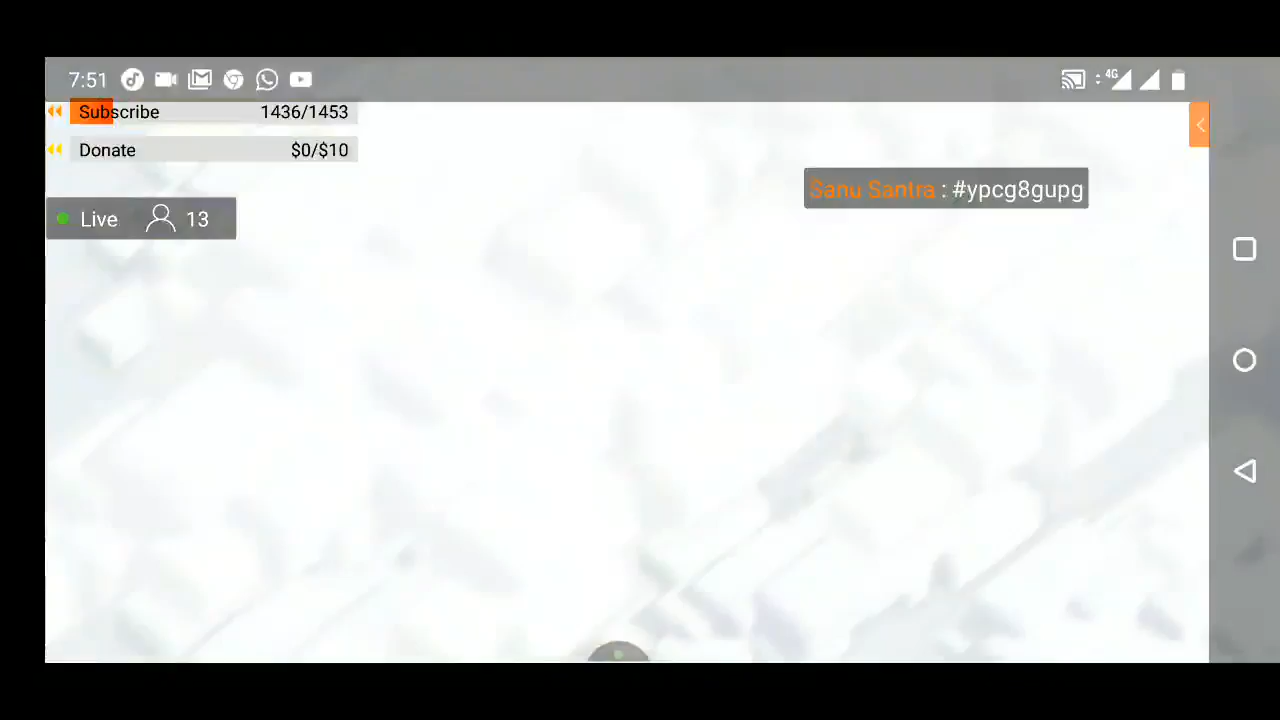 7:51
4G
Subscribe 1436/1453
Donate $0/$10
Sanu Santra : #ypcg8gupg
Live 13